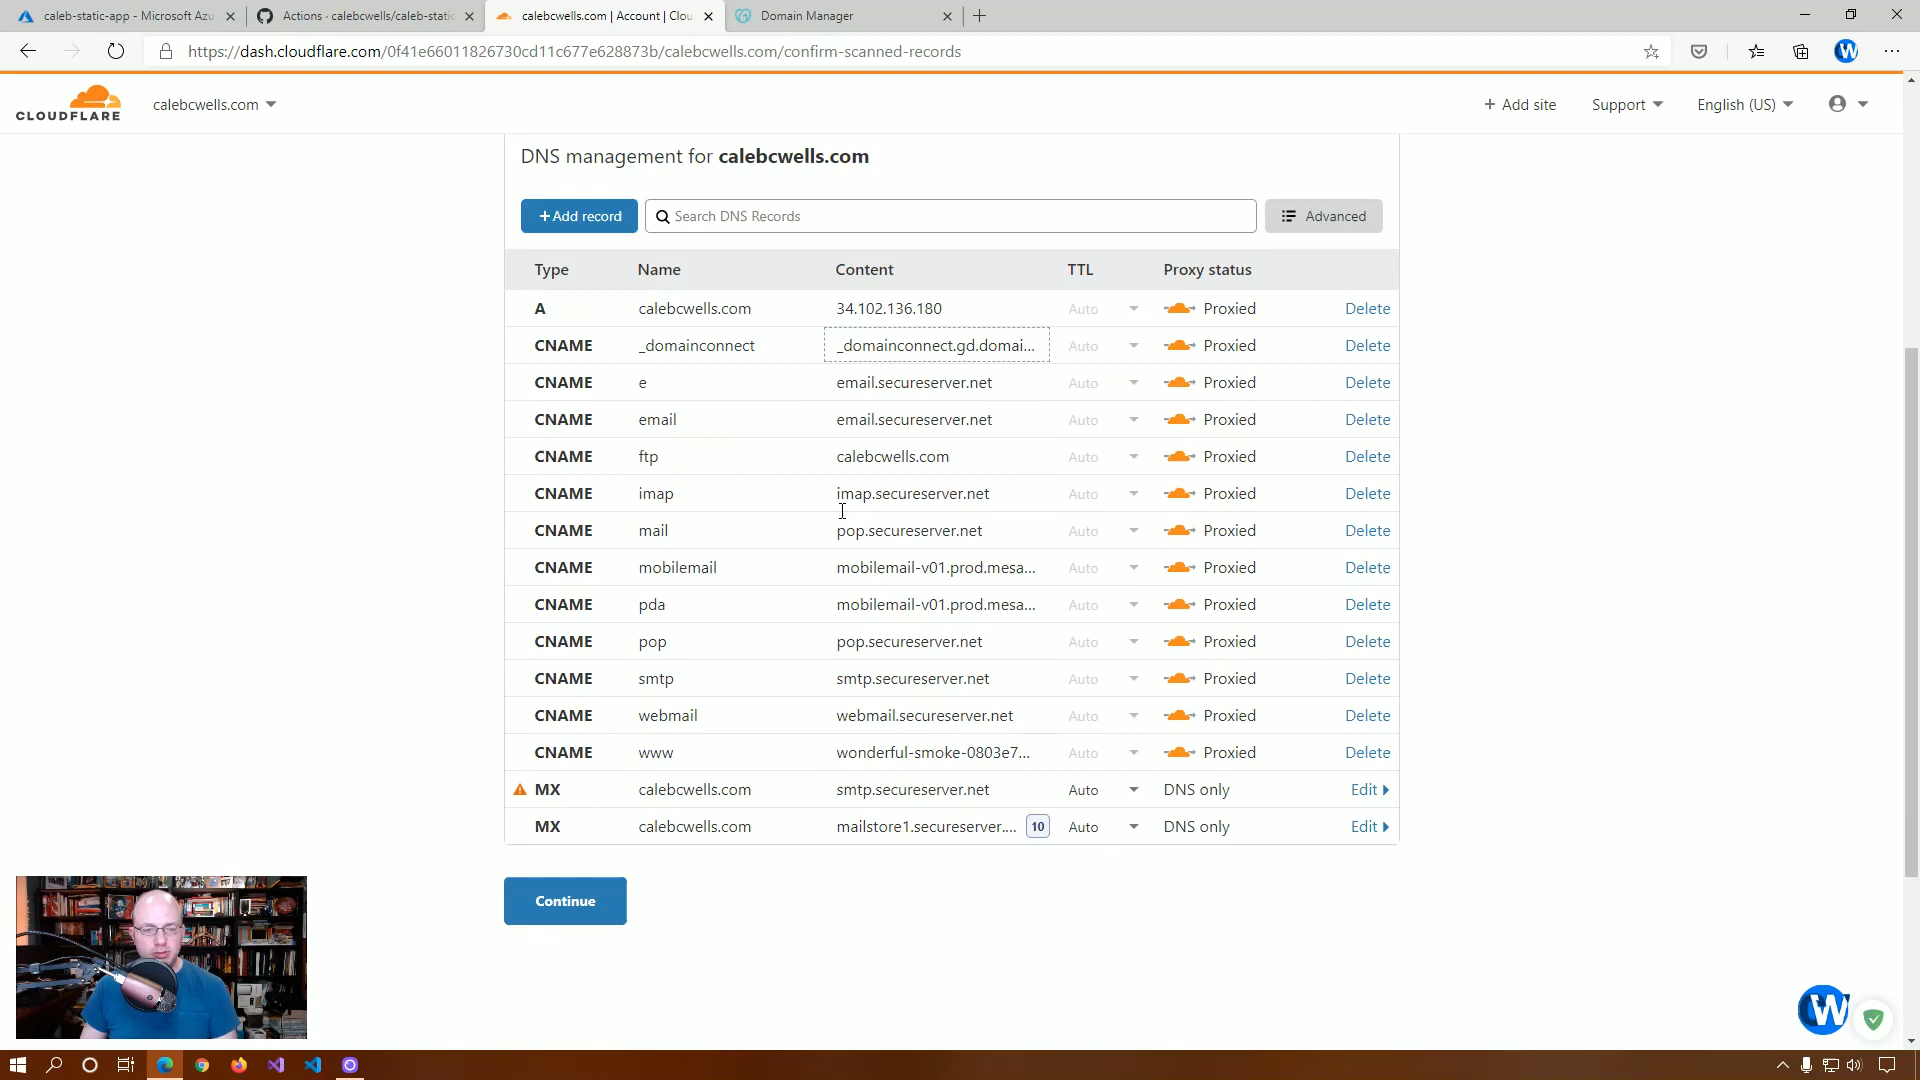 caleb-static-app - Microsoft Azu
Actions · calebcwells/caleb-static
calebcwells.com | Account | Clou
Domain Manager
https://dash.cloudflare.com/0f41e66011826730cd11c677e628873b/calebcwells.com/confirm-scanned-records
W
CLOUDFLARE
calebcwells.com
+ Add site
Support
English (US)
DNS management for calebcwells.com
+ Add record
Search DNS Records
Advanced
Type Name Content TTL Proxy status
A calebcwells.com 34.102.136.180 Auto Proxied Delete
CNAME _domainconnect _domainconnect.gd.domai... Auto Proxied Delete
CNAME e email.secureserver.net Auto Proxied Delete
CNAME email email.secureserver.net Auto Proxied Delete
CNAME ftp calebcwells.com Auto Proxied Delete
CNAME imap imap.secureserver.net Auto Proxied Delete
CNAME mail pop.secureserver.net Auto Proxied Delete
CNAME mobilemail mobilemail-v01.prod.mesa... Auto Proxied Delete
CNAME pda mobilemail-v01.prod.mesa... Auto Proxied Delete
CNAME pop pop.secureserver.net Auto Proxied Delete
CNAME smtp smtp.secureserver.net Auto Proxied Delete
CNAME webmail webmail.secureserver.net Auto Proxied Delete
CNAME www wonderful-smoke-0803e7... Auto Proxied Delete
MX calebcwells.com smtp.secureserver.net Auto DNS only Edit
MX calebcwells.com mailstore1.secureserver.... 10 Auto DNS only Edit
Continue
W